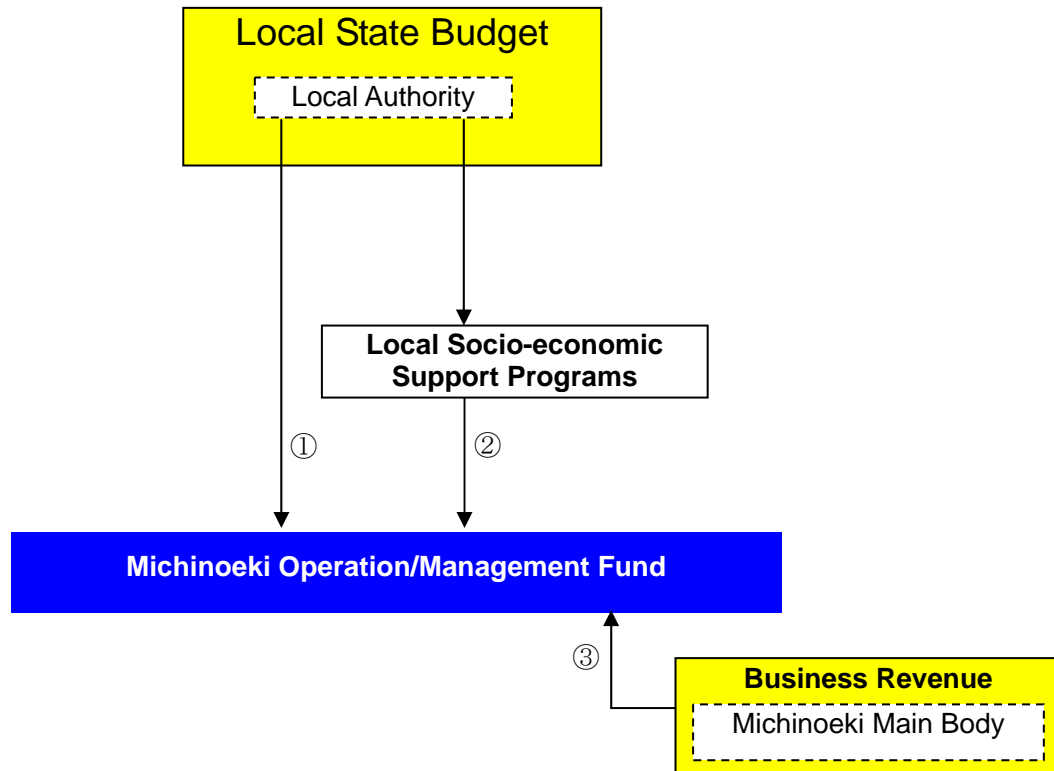 Local State Budget
Local Authority
Local Socio-economic
Support Programs
①
②
Michinoeki Operation/Management Fund
③
Business Revenue
Michinoeki Main Body